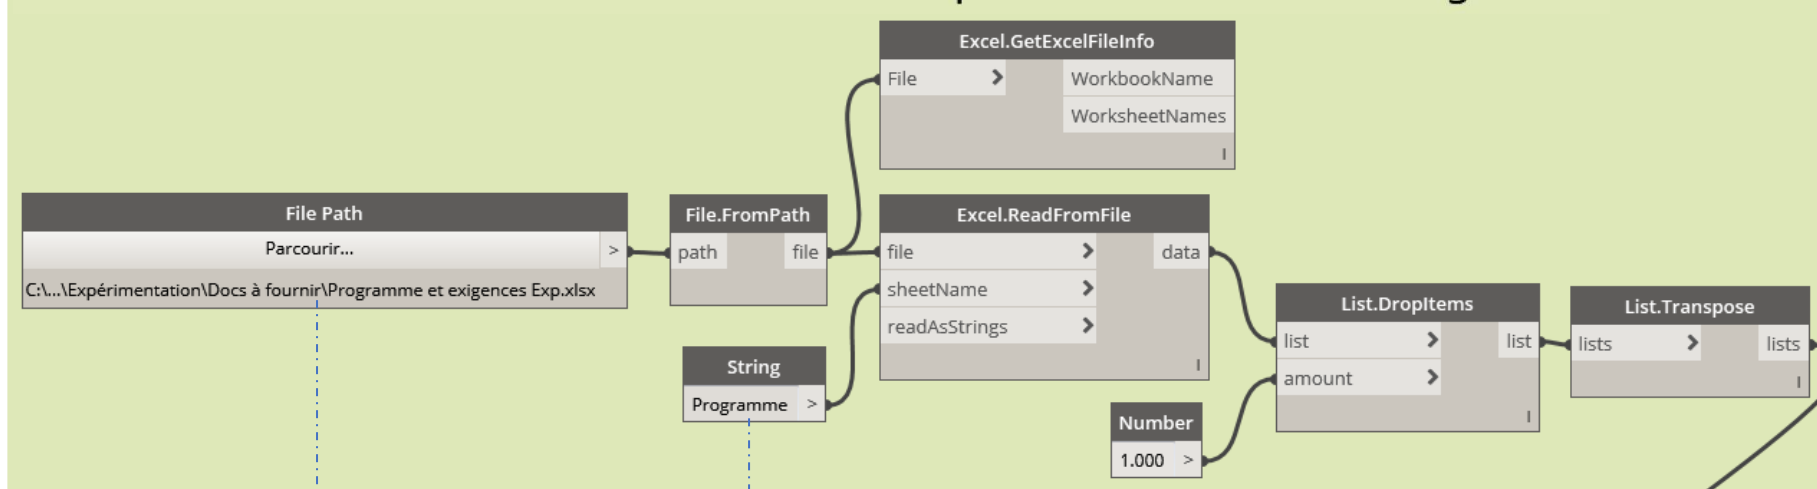 Excel.GetExcelFileInfo
File >
WorkbookName
WorksheetNames
I
File Path
Parcourir... >
C:\...\Expérimentation\Docs à fournir\Programme et exigences Exp.xlsx
File.FromPath
path file
Excel.ReadFromFile
file > data
sheetName >
readAsStrings >
I
String
Programme >
List.DropItems
list > list
amount >
I
Number
1.000 >
List.Transpose
lists > lists
I